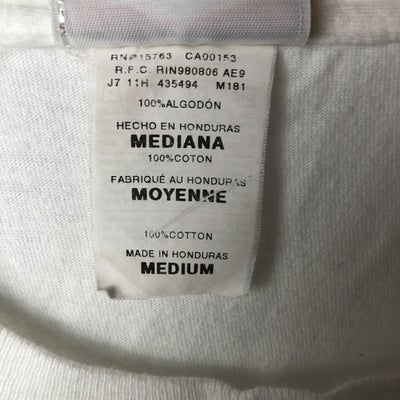 RN#15763 CA00153
R.F.C. RIN980806 AE9
J7 11H 435494 M181
100%ALGODÓN
HECHO EN HONDURAS
MEDIANA
100%COTON
FABRIQUÉ AU HONDURAS
MOYENNE
100%COTTON
MADE IN HONDURAS
MEDIUM